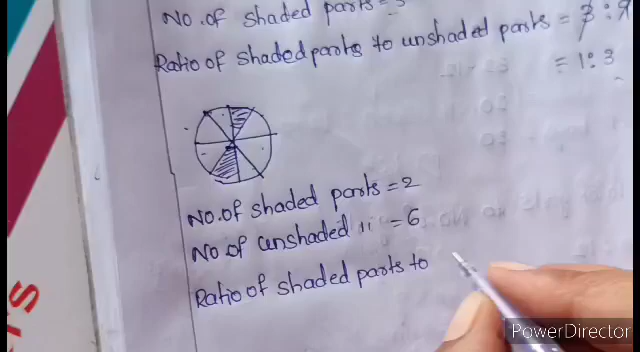 No. of shaded parts = 3
Ratio of shaded parts to unshaded parts = 3 : 9
= 1 : 3
No. of shaded parts = 2
No of unshaded " = 6
Ratio of shaded parts to
PowerDirector